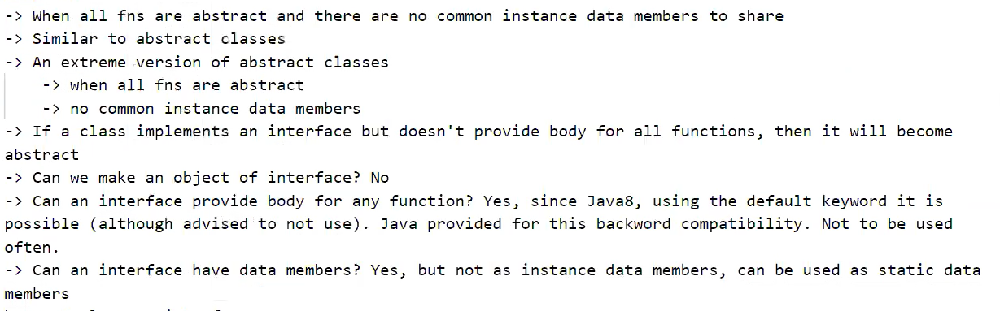 -> When all fns are abstract and there are no common instance data members to share
-> Similar to abstract classes
-> An extreme version of abstract classes
-> when all fns are abstract
-> no common instance data members
-> If a class implements an interface but doesn't provide body for all functions, then it will become
abstract
-> Can we make an object of interface? No
-> Can an interface provide body for any function? Yes, since Java8, using the default keyword it is
possible (although advised to not use). Java provided for this backword compatibility. Not to be used
often.
-> Can an interface have data members? Yes, but not as instance data members, can be used as static data
members